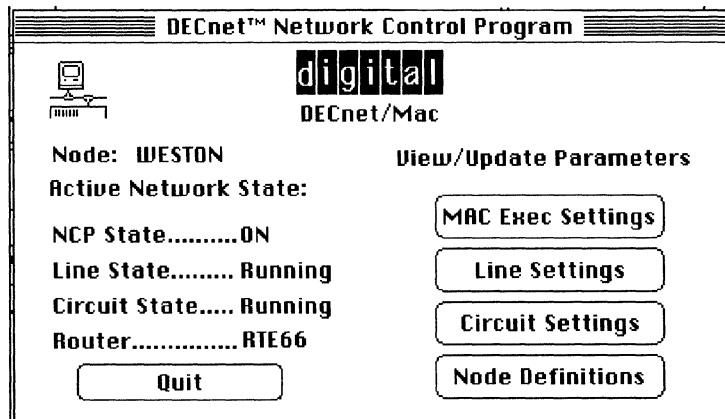 DECnet™ Network Control Program
digital
DECnet/Mac
Node: WESTON
Active Network State:
NCP State..........ON
Line State......... Running
Circuit State..... Running
Router............... RTE66
Quit
View/Update Parameters
MAC Exec Settings
Line Settings
Circuit Settings
Node Definitions